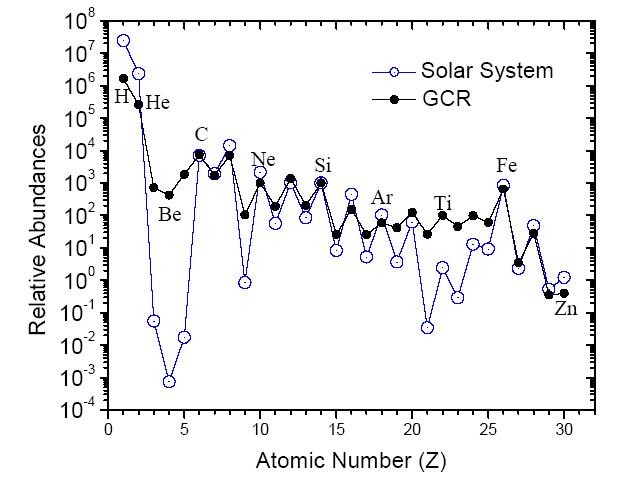 10^8
10^7
10^6
10^5
10^4
10^3
10^2
10^1
10^0
10^-1
10^-2
10^-3
10^-4
Relative Abundances
Solar System
GCR
H He
Be
C
Ne
Si
Ar
Ti
Fe
Zn
0 5 10 15 20 25 30
Atomic Number (Z)